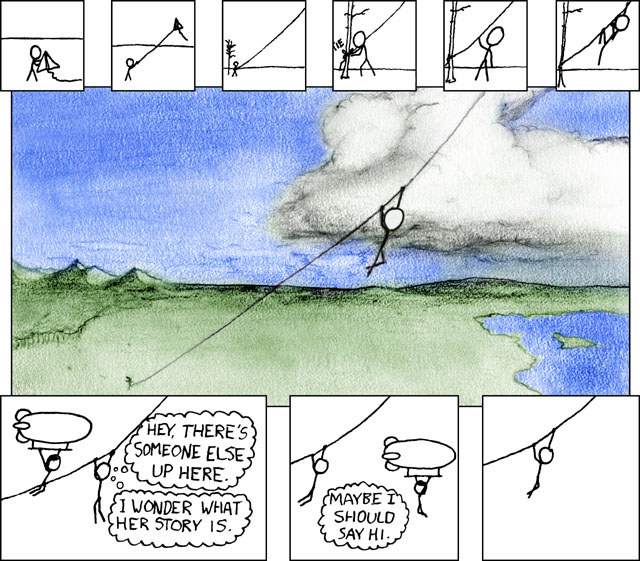 HEY, THERE'S
SOMEONE ELSE
UP HERE.
I WONDER WHAT
HER STORY IS.
MAYBE I
SHOULD
SAY HI.